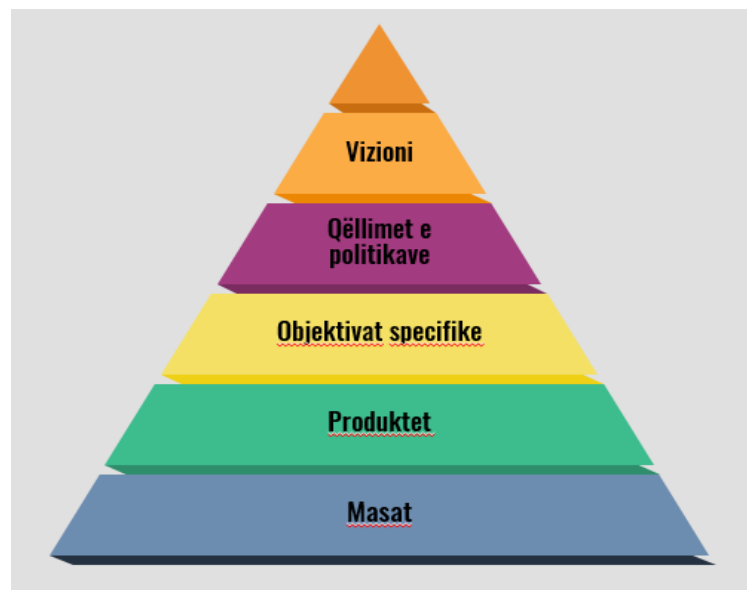 Vizioni
Qëllimet e
politikave
Objektivat specifike
Produktet
Masat